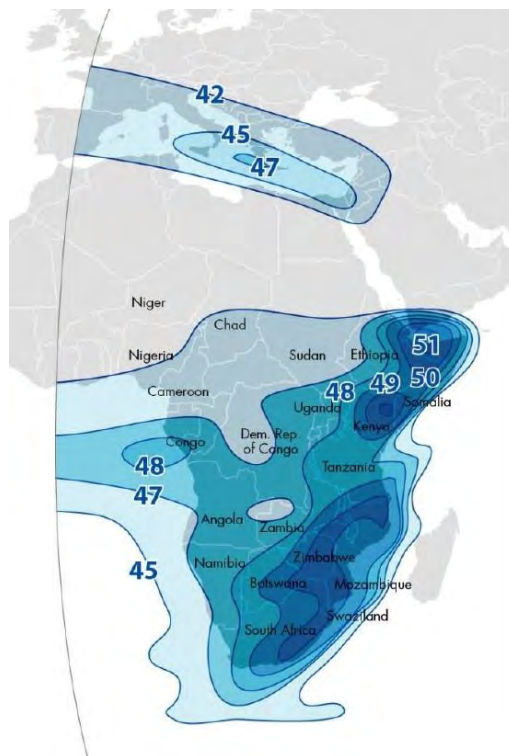 42
45
47
Niger
Chad
Nigeria
Sudan
Ethiopia
51
50
49
48
Cameroon
Uganda
Somalia
Kenya
Congo
Dem. Rep.
of Congo
48
47
Tanzania
Angola
Zambia
45
Namibia
Zimbabwe
Botswana
Mozambique
Swaziland
South Africa